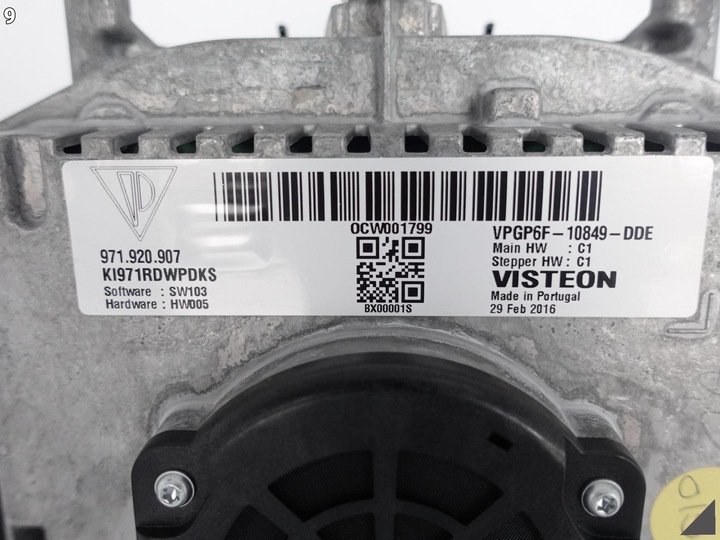 9
OCW001799
VPGP6F-10849-DDE
Main HW : C1
Stepper HW : C1
VISTEON
Made in Portugal
29 Feb 2016
971.920.907
KI971RDWPDKS
Software : SW103
Hardware : HW005
BX00001S